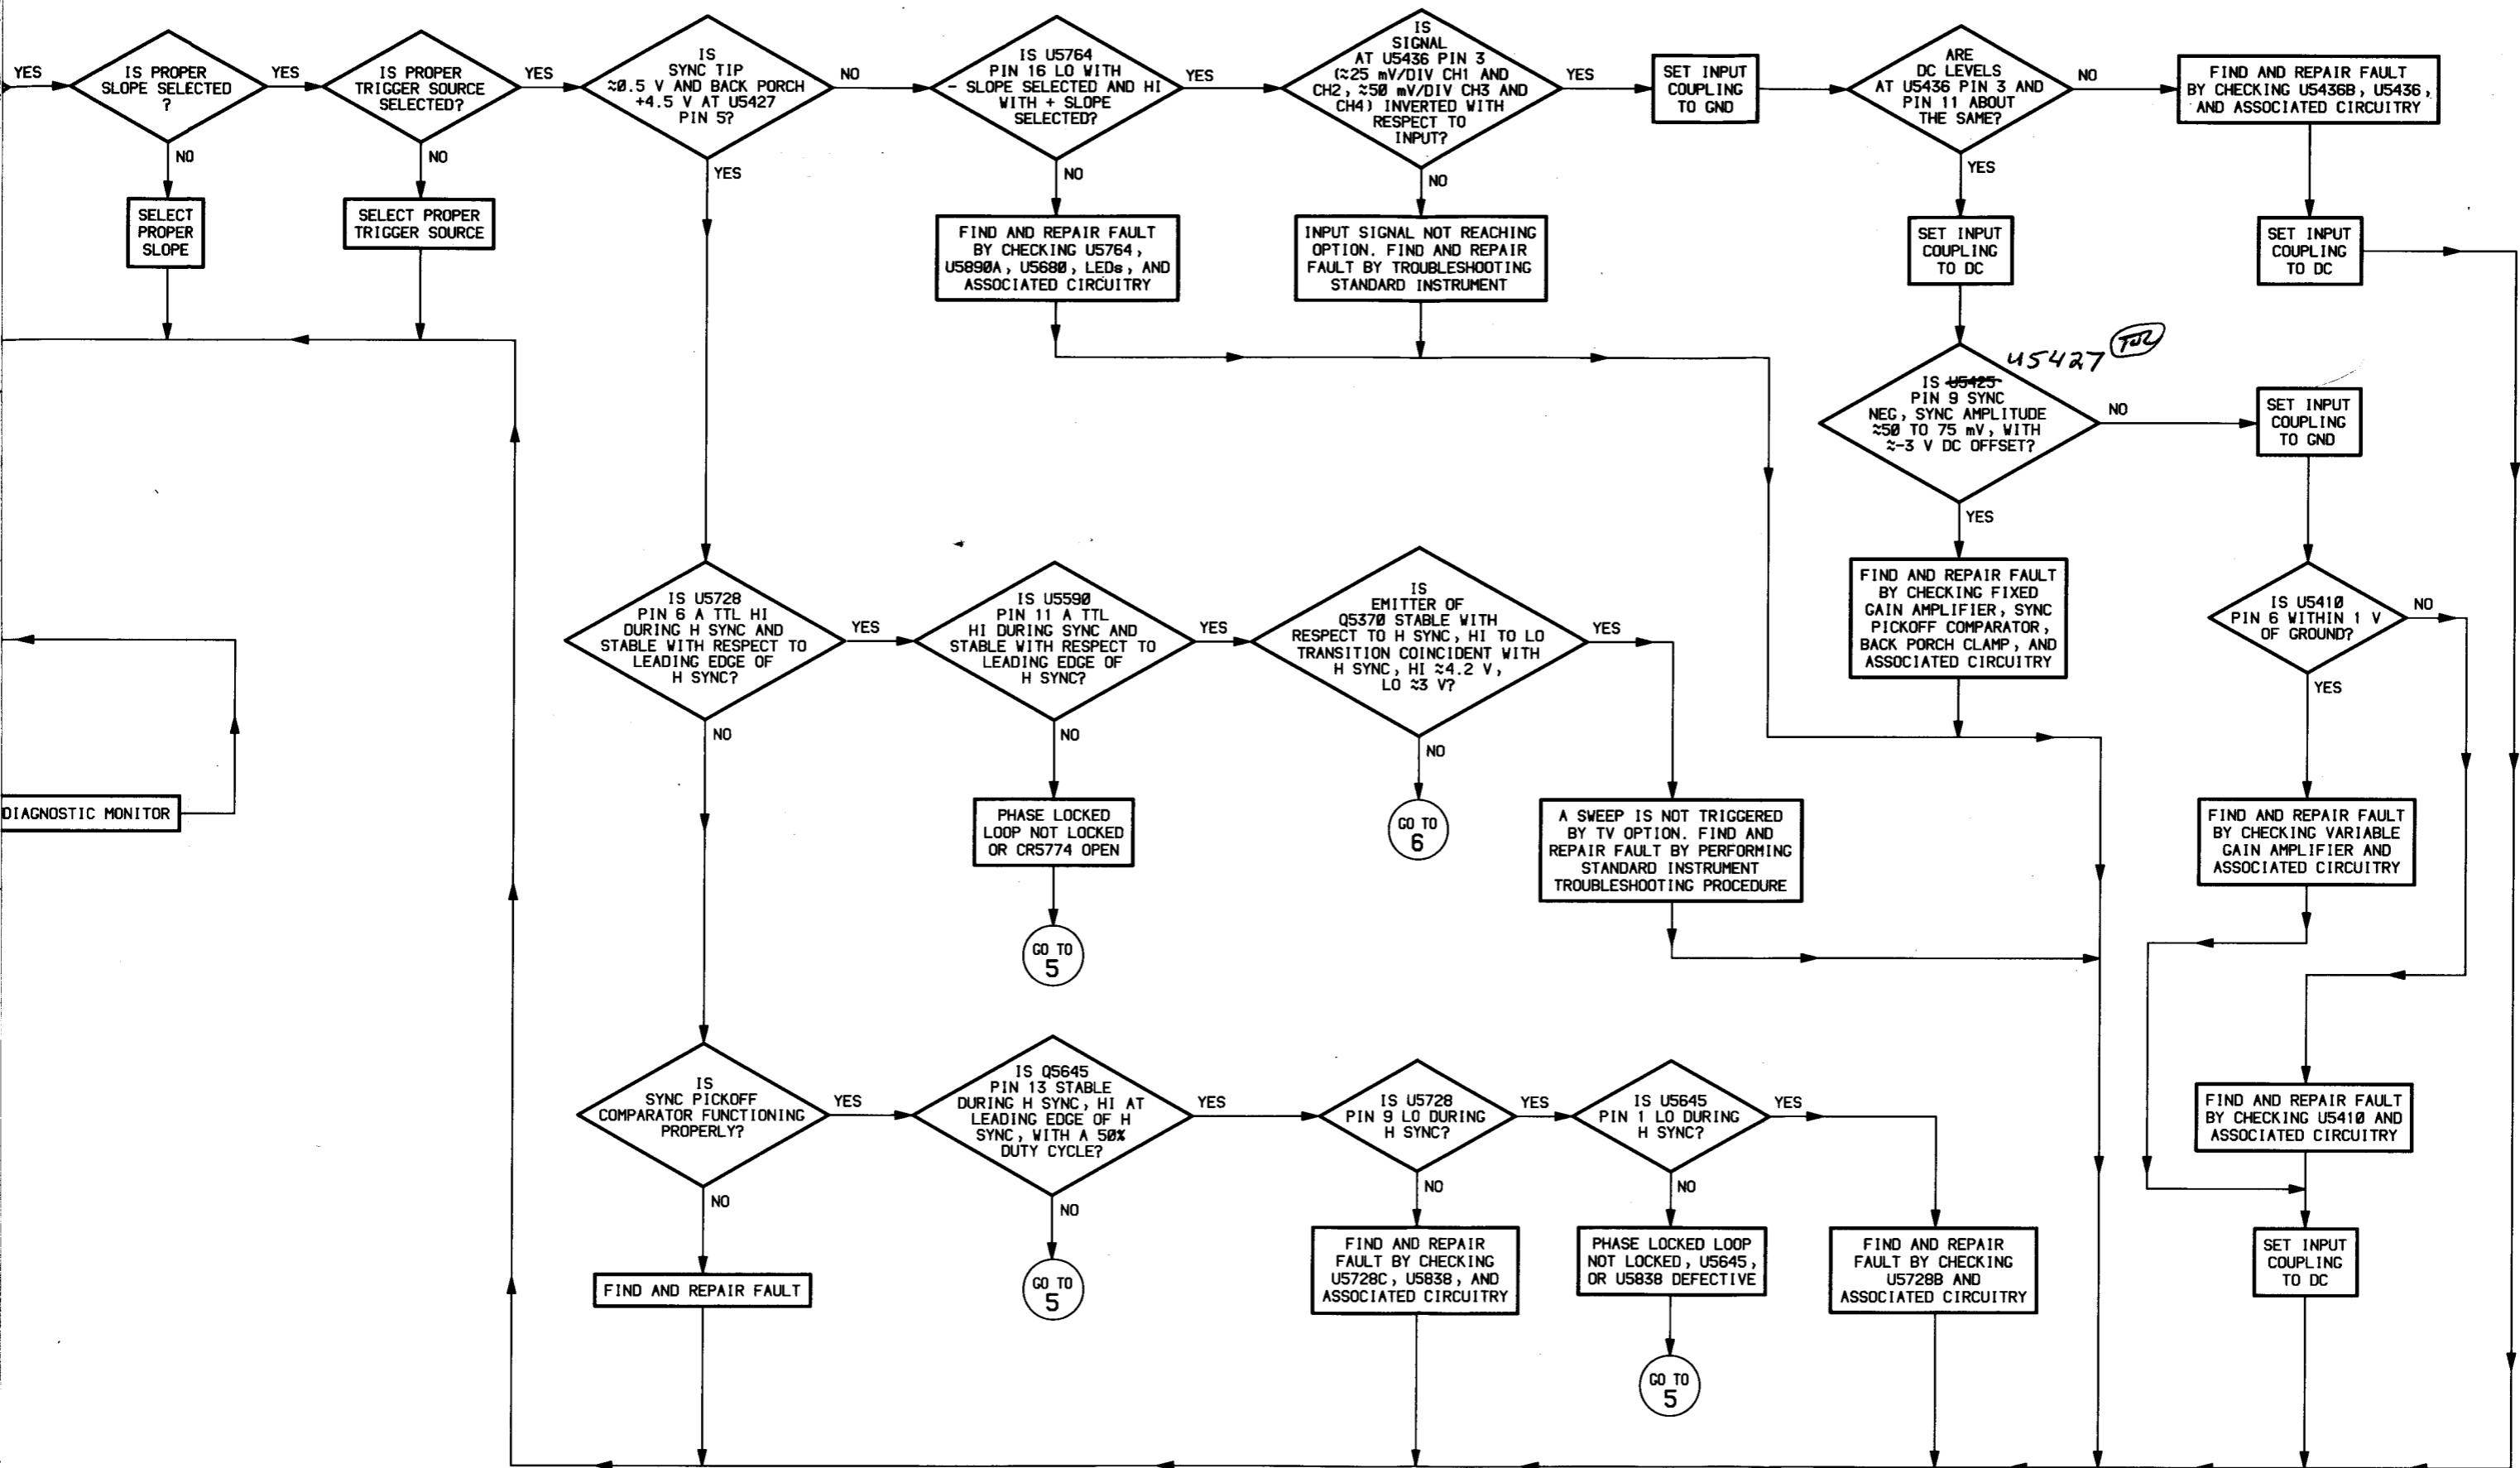 YES
IS PROPER
SLOPE SELECTED
?
YES
IS PROPER
TRIGGER SOURCE
SELECTED?
YES
IS
SYNC TIP
≈0.5 V AND BACK PORCH
+4.5 V AT U5427
PIN 5?
NO
IS U5764
PIN 16 LO WITH
- SLOPE SELECTED AND HI
WITH + SLOPE
SELECTED?
YES
IS
SIGNAL
AT U5436 PIN 3
(≈25 mV/DIV CH1 AND
CH2, ≈50 mV/DIV CH3 AND
CH4) INVERTED WITH
RESPECT TO
INPUT?
YES
SET INPUT
COUPLING
TO GND
ARE
DC LEVELS
AT U5436 PIN 3 AND
PIN 11 ABOUT
THE SAME?
NO
FIND AND REPAIR FAULT
BY CHECKING U5436B, U5436,
AND ASSOCIATED CIRCUITRY
NO
NO
YES
NO
NO
YES
SELECT
PROPER
SLOPE
SELECT PROPER
TRIGGER SOURCE
FIND AND REPAIR FAULT
BY CHECKING U5764,
U5890A, U5680, LEDs, AND
ASSOCIATED CIRCUITRY
INPUT SIGNAL NOT REACHING
OPTION. FIND AND REPAIR
FAULT BY TROUBLESHOOTING
STANDARD INSTRUMENT
SET INPUT
COUPLING
TO DC
SET INPUT
COUPLING
TO DC
U5427
IS U5425
PIN 9 SYNC
NEG, SYNC AMPLITUDE
≈50 TO 75 mV, WITH
≈-3 V DC OFFSET?
NO
SET INPUT
COUPLING
TO GND
YES
FIND AND REPAIR FAULT
BY CHECKING FIXED
GAIN AMPLIFIER, SYNC
PICKOFF COMPARATOR,
BACK PORCH CLAMP, AND
ASSOCIATED CIRCUITRY
IS U5410
PIN 6 WITHIN 1 V
OF GROUND?
NO
YES
IS U5728
PIN 6 A TTL HI
DURING H SYNC AND
STABLE WITH RESPECT TO
LEADING EDGE OF
H SYNC?
YES
IS U5590
PIN 11 A TTL
HI DURING SYNC AND
STABLE WITH RESPECT TO
LEADING EDGE OF
H SYNC?
YES
IS
EMITTER OF
Q5370 STABLE WITH
RESPECT TO H SYNC, HI TO LO
TRANSITION COINCIDENT WITH
H SYNC, HI ≈4.2 V,
LO ≈3 V?
YES
NO
NO
NO
DIAGNOSTIC MONITOR
PHASE LOCKED
LOOP NOT LOCKED
OR CR5774 OPEN
GO TO
6
A SWEEP IS NOT TRIGGERED
BY TV OPTION. FIND AND
REPAIR FAULT BY PERFORMING
STANDARD INSTRUMENT
TROUBLESHOOTING PROCEDURE
FIND AND REPAIR FAULT
BY CHECKING VARIABLE
GAIN AMPLIFIER AND
ASSOCIATED CIRCUITRY
GO TO
5
IS
SYNC PICKOFF
COMPARATOR FUNCTIONING
PROPERLY?
YES
IS Q5645
PIN 13 STABLE
DURING H SYNC, HI AT
LEADING EDGE OF H
SYNC, WITH A 50%
DUTY CYCLE?
YES
IS U5728
PIN 9 LO DURING
H SYNC?
YES
IS U5645
PIN 1 LO DURING
H SYNC?
YES
FIND AND REPAIR FAULT
BY CHECKING U5410 AND
ASSOCIATED CIRCUITRY
NO
NO
NO
NO
FIND AND REPAIR FAULT
GO TO
5
FIND AND REPAIR
FAULT BY CHECKING
U5728C, U5838, AND
ASSOCIATED CIRCUITRY
PHASE LOCKED LOOP
NOT LOCKED, U5645,
OR U5838 DEFECTIVE
FIND AND REPAIR
FAULT BY CHECKING
U5728B AND
ASSOCIATED CIRCUITRY
SET INPUT
COUPLING
TO DC
GO TO
5